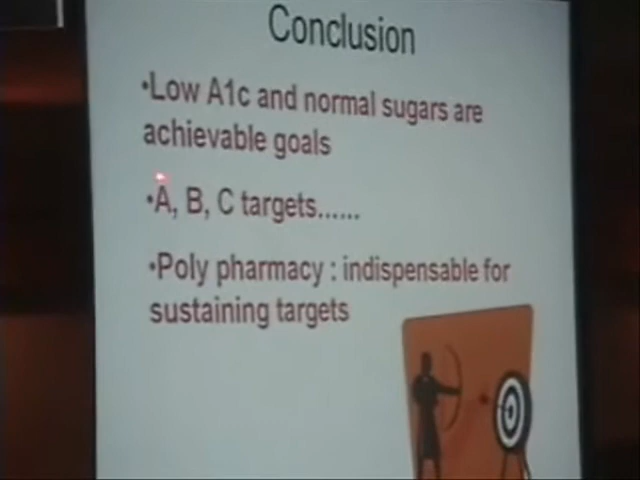 Conclusion
•Low A1c and normal sugars are
achievable goals
•A, B, C targets......
•Poly pharmacy : indispensable for
sustaining targets